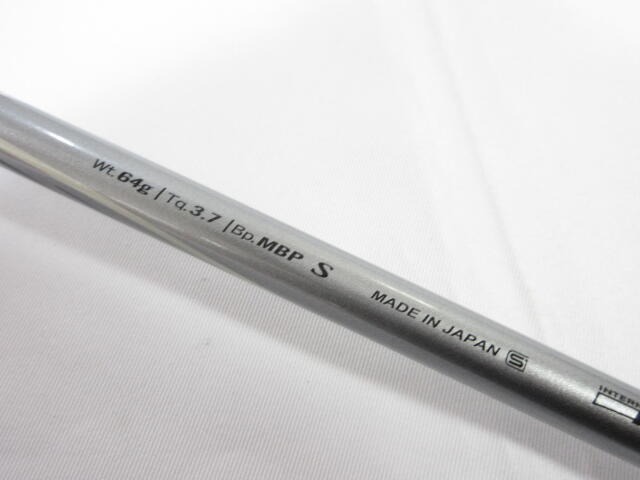 Wt.64g | Tq.3.7 | Bp.MBP S
MADE IN JAPAN S